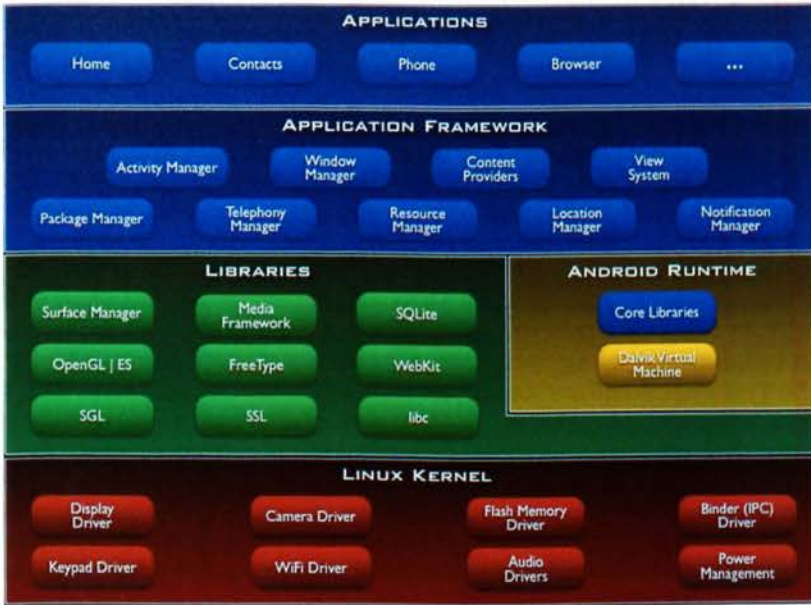 APPLICATIONS
Home
Contacts
Phone
Browser
...
APPLICATION FRAMEWORK
Activity Manager
Window
Manager
Content
Providers
View
System
Package Manager
Telephony
Manager
Resource
Manager
Location
Manager
Notification
Manager
LIBRARIES
Surface Manager
Media
Framework
SQLite
OpenGL | ES
FreeType
WebKit
SGL
SSL
libc
ANDROID RUNTIME
Core Libraries
Dalvik Virtual
Machine
LINUX KERNEL
Display
Driver
Camera Driver
Flash Memory
Driver
Binder (IPC)
Driver
Keypad Driver
WiFi Driver
Audio
Drivers
Power
Management